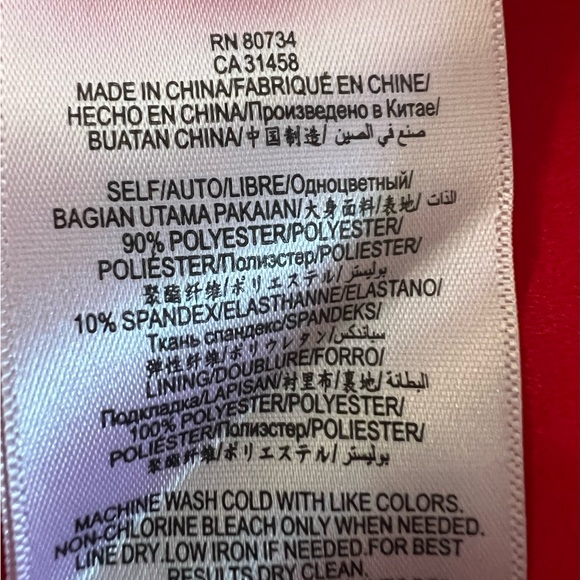 RN 80734
CA 31458
MADE IN CHINA/FABRIQUÉ EN CHINE/
HECHO EN CHINA/Произведено в Китае/
BUATAN CHINA/中国制造/ صنع في الصين
SELF/AUTO/LIBRE/Одноцветный/
BAGIAN UTAMA PAKAIAN/大身面料/表地/ الذات
90% POLYESTER/POLYESTER/
POLIÉSTER/Полиэстер/POLIESTER/
聚酯纤维/ポリエステル/بوليستر
10% SPANDEX/ELASTHANNE/ELASTANO/
Ткань спандекс/SPANDEKS/
弹性纤维/ポリウレタン/سباندكس
LINING/DOUBLURE/FORRO/
Подкладка/LAPISAN/衬里布/裏地/ البطانة
100% POLYESTER/POLYESTER/
POLIÉSTER/Полиэстер/POLIESTER/
聚酯纤维/ポリエステル/بوليستر
MACHINE WASH COLD WITH LIKE COLORS.
NON-CHLORINE BLEACH ONLY WHEN NEEDED.
LINE DRY.LOW IRON IF NEEDED.FOR BEST
RESULTS DRY CLEAN.